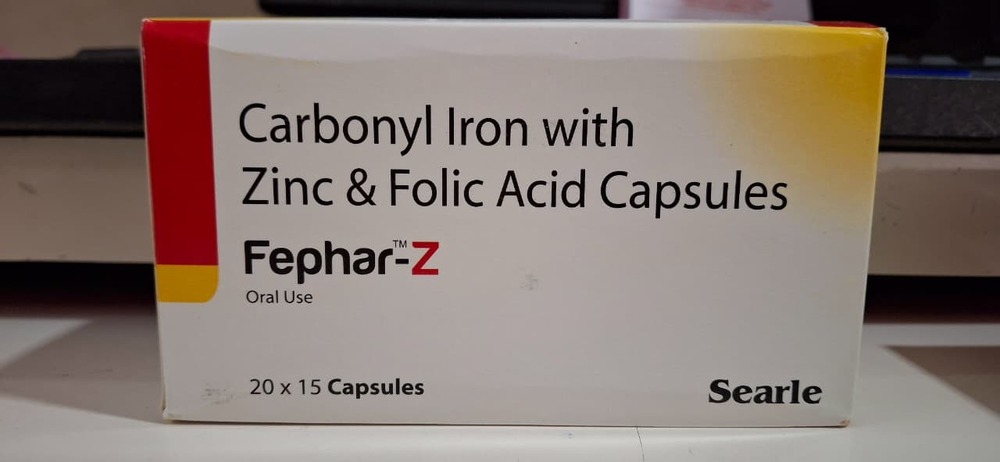 Carbonyl Iron with
Zinc & Folic Acid Capsules
Fephar™-Z
Oral Use
20 x 15 Capsules
Searle